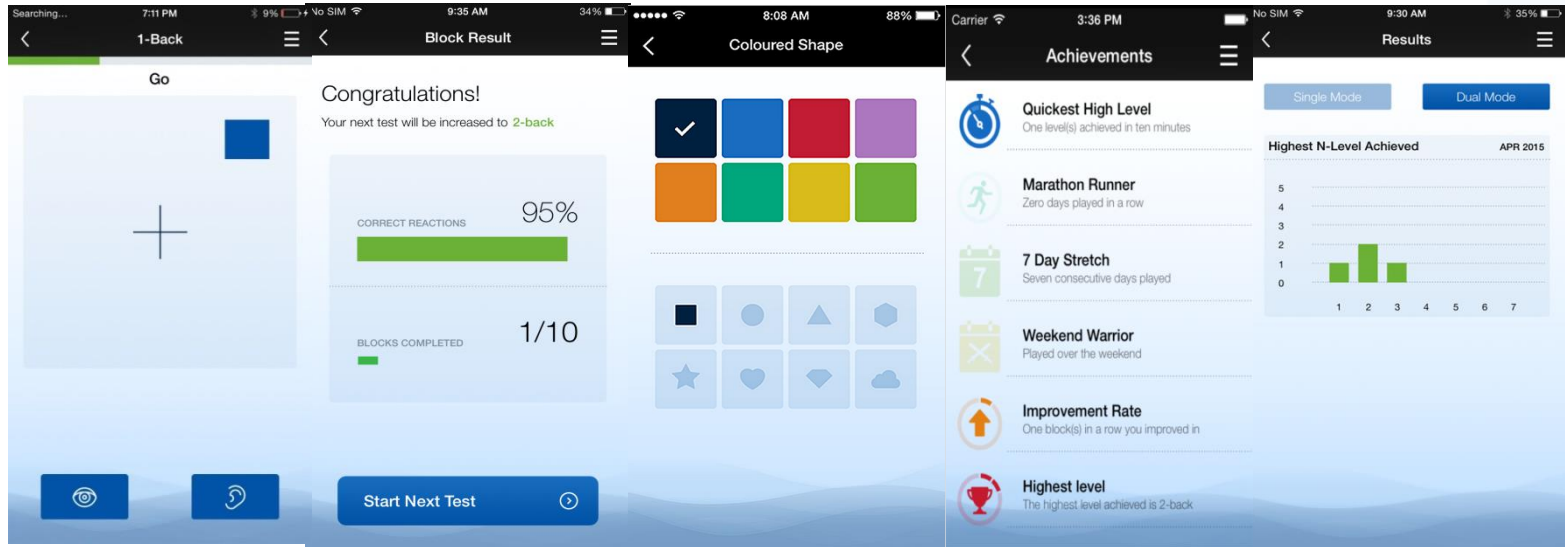 Searching...
7:11 PM
9%
1-Back
Go
No SIM
9:35 AM
34%
Block Result
Congratulations!
Your next test will be increased to 2-back
CORRECT REACTIONS
95%
BLOCKS COMPLETED
1/10
Start Next Test
8:08 AM
88%
Coloured Shape
Carrier
3:36 PM
Achievements
Quickest High Level
One level(s) achieved in ten minutes
Marathon Runner
Zero days played in a row
7
7 Day Stretch
Seven consecutive days played
Weekend Warrior
Played over the weekend
Improvement Rate
One block(s) in a row you improved in
Highest level
The highest level achieved is 2-back
No SIM
9:30 AM
35%
Results
Single Mode
Dual Mode
Highest N-Level Achieved
APR 2015
5
4
3
2
1
0
1 2 3 4 5 6 7